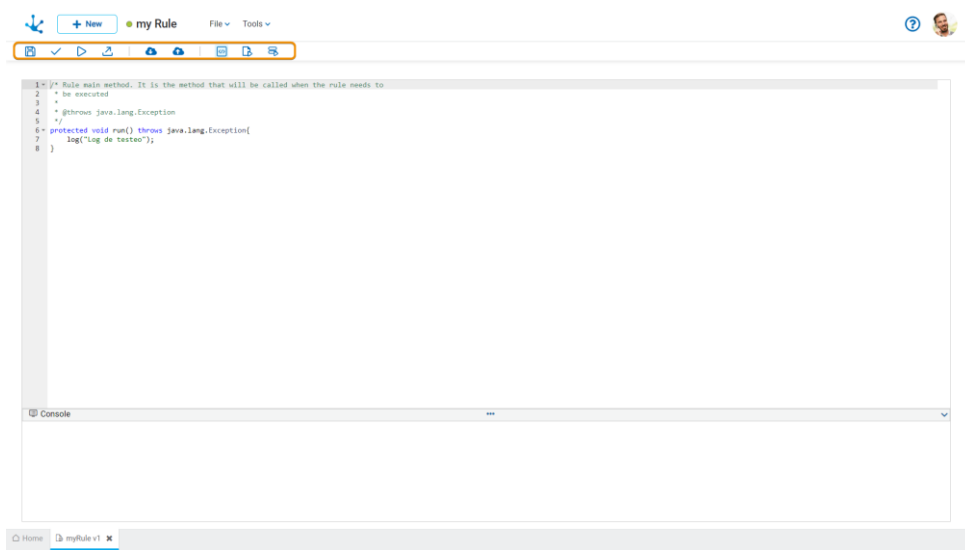 + New
my Rule
File
Tools
1 /* Rule main method. It is the method that will be called when the rule needs to
2 * be executed
3 *
4 * @throws java.lang.Exception
5 */
6 protected void run() throws java.lang.Exception{
7 log("Log de testeo");
8 }
Console
Home
myRule v1